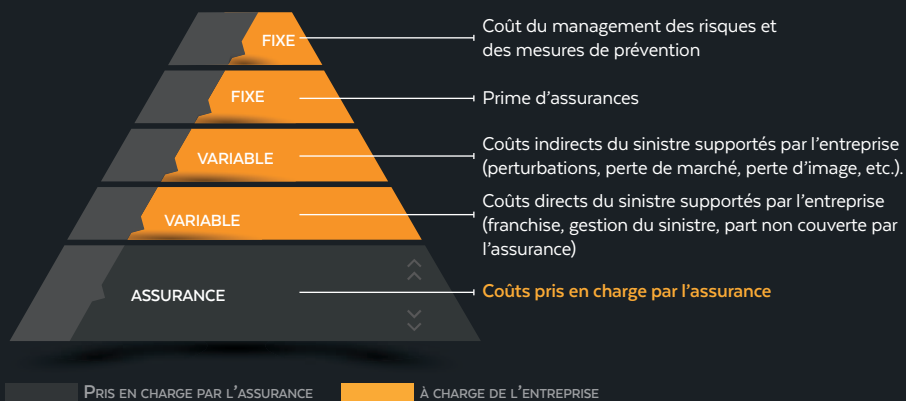 FIXE
Coût du management des risques et
des mesures de prévention
FIXE
Prime d'assurances
VARIABLE
Coûts indirects du sinistre supportés par l'entreprise
(perturbations, perte de marché, perte d'image, etc.).
VARIABLE
Coûts directs du sinistre supportés par l'entreprise
(franchise, gestion du sinistre, part non couverte par
l'assurance)
ASSURANCE
Coûts pris en charge par l'assurance
PRIS EN CHARGE PAR L'ASSURANCE
À CHARGE DE L'ENTREPRISE